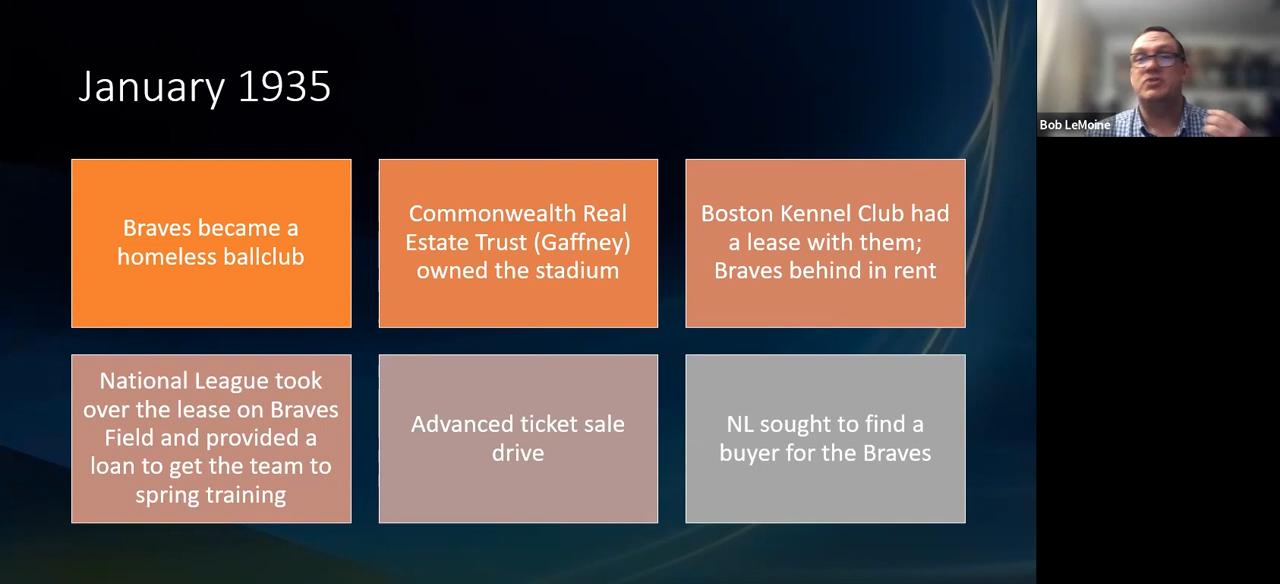 January 1935
Bob LeMoine
Braves became a
homeless ballclub
Commonwealth Real
Estate Trust (Gaffney)
owned the stadium
Boston Kennel Club had
a lease with them;
Braves behind in rent
National League took
over the lease on Braves
Field and provided a
loan to get the team to
spring training
Advanced ticket sale
drive
NL sought to find a
buyer for the Braves